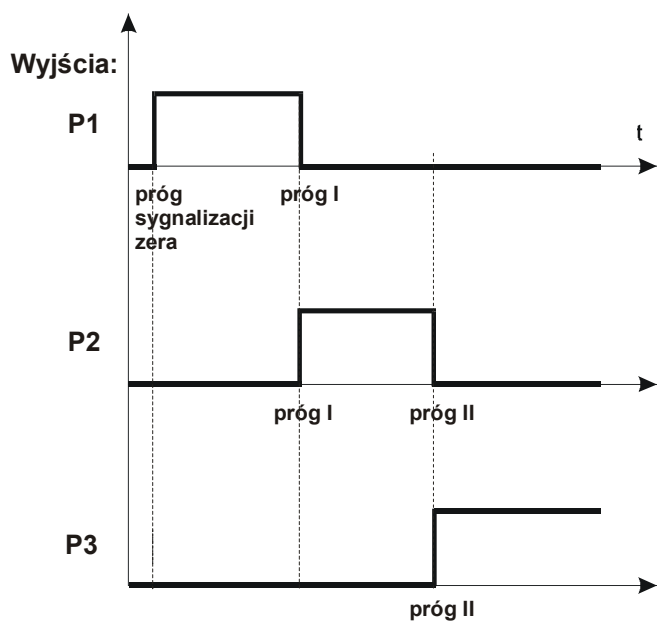 Wyjścia:
P1
t
próg
sygnalizacji
zera
próg I
P2
próg I
próg II
P3
próg II